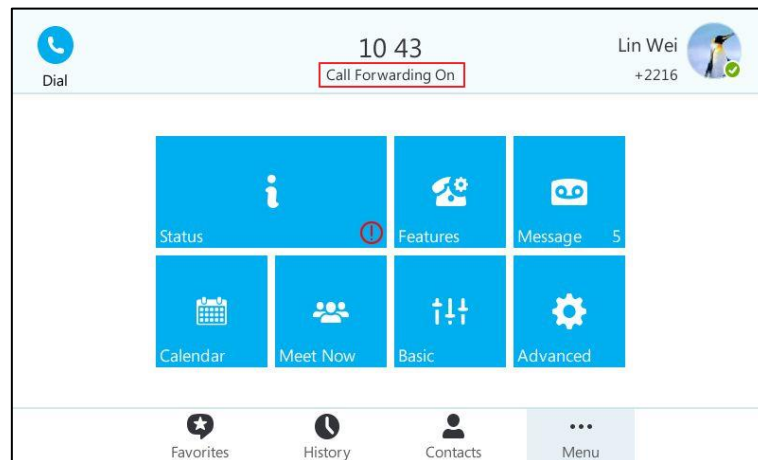 10 43
Lin Wei
Call Forwarding On
+2216
Dial
Status
Features
Message 5
Calendar
Meet Now
Basic
Advanced
Favorites
History
Contacts
Menu